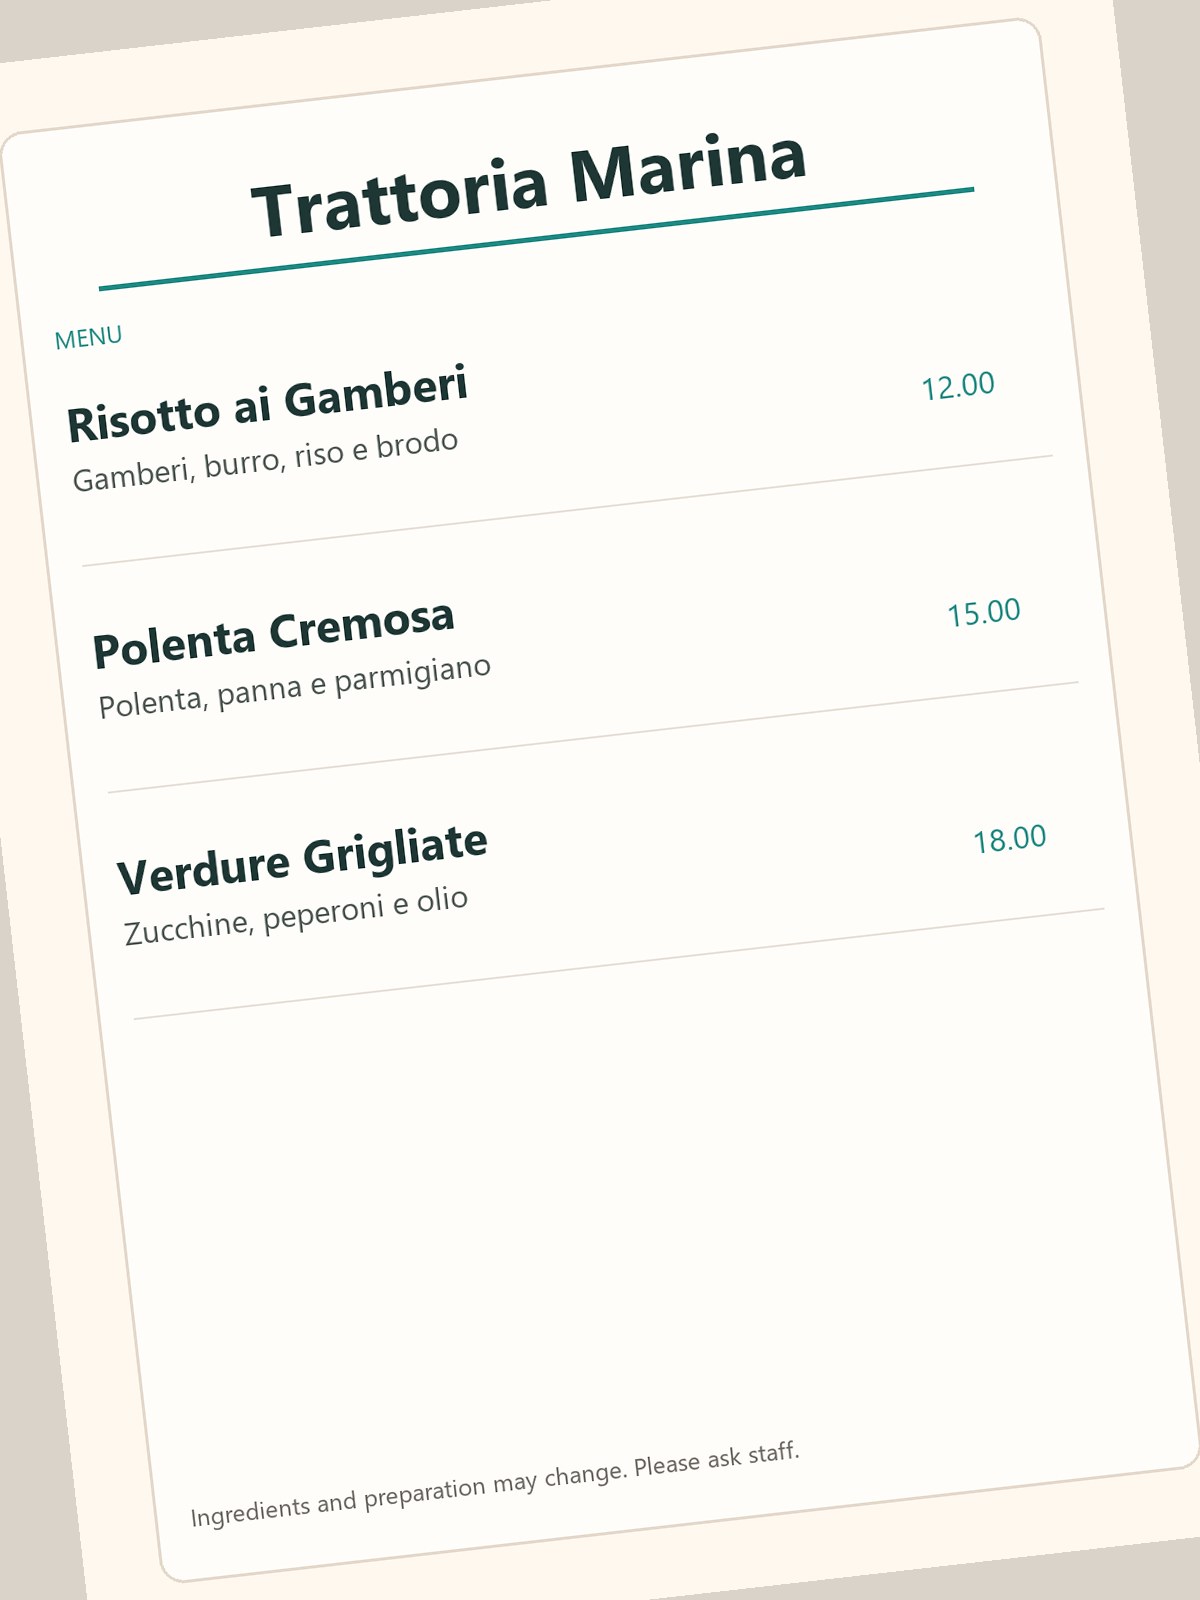 Trattoria Marina
MENU
Risotto ai Gamberi
12.00
Gamberi, burro, riso e brodo
Polenta Cremosa
15.00
Polenta, panna e parmigiano
Verdure Grigliate
18.00
Zucchine, peperoni e olio
Ingredients and preparation may change. Please ask staff.